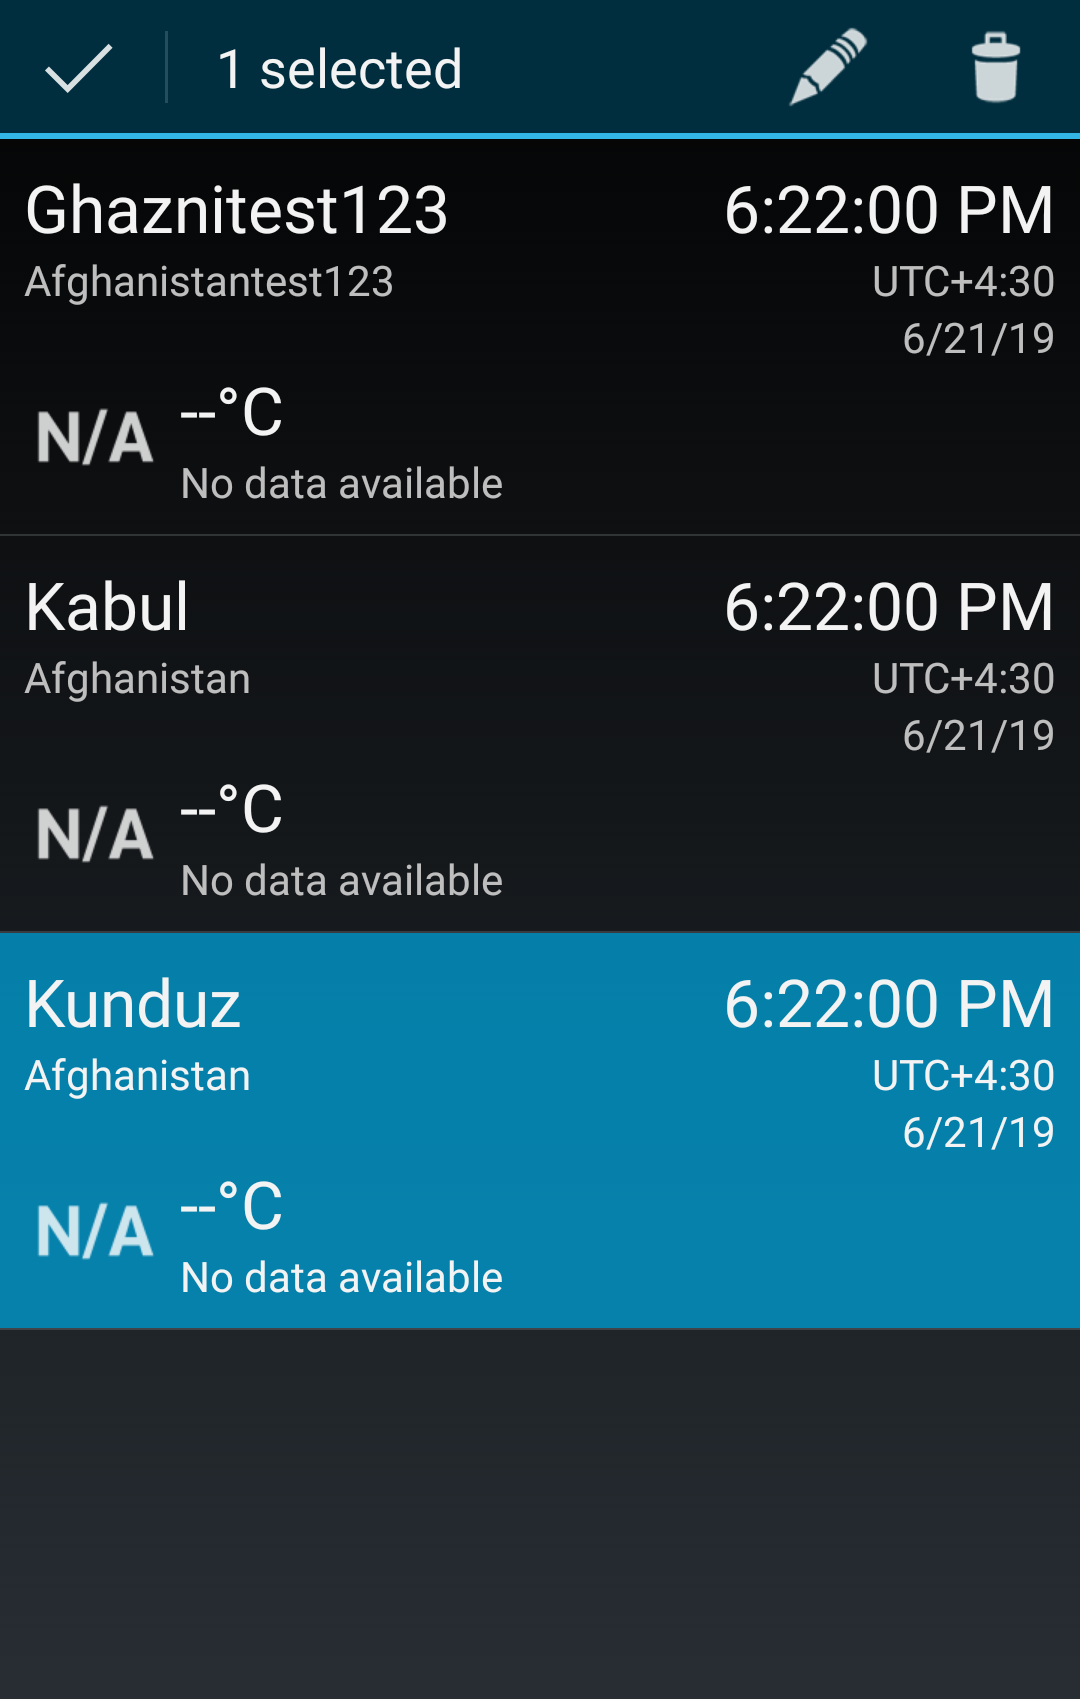 1 selected
Ghaznitest123 6:22:00 PM
Afghanistantest123 UTC+4:30
6/21/19
N/A --°C
No data available
Kabul 6:22:00 PM
Afghanistan UTC+4:30
6/21/19
N/A --°C
No data available
Kunduz 6:22:00 PM
Afghanistan UTC+4:30
6/21/19
N/A --°C
No data available